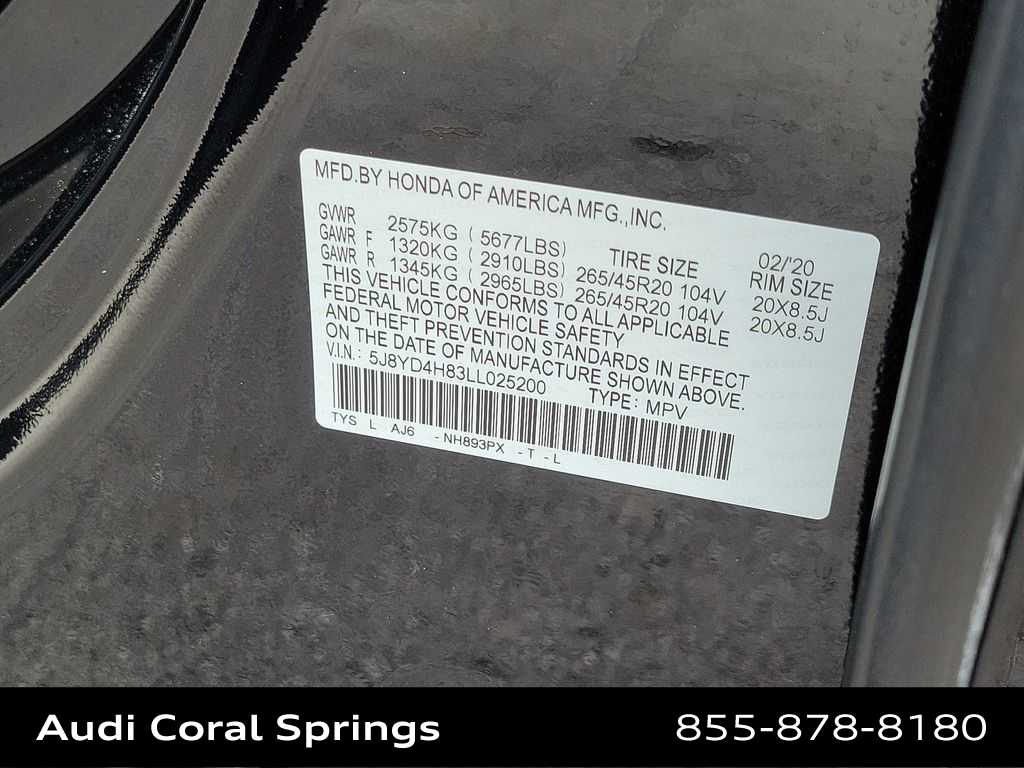 MFD.BY HONDA OF AMERICA MFG.,INC.
02/'20
GVWR 2575KG ( 5677LBS) TIRE SIZE RIM SIZE
GAWR F 1320KG ( 2910LBS) 265/45R20 104V 20X8.5J
GAWR R 1345KG ( 2965LBS) 265/45R20 104V 20X8.5J
THIS VEHICLE CONFORMS TO ALL APPLICABLE
FEDERAL MOTOR VEHICLE SAFETY
AND THEFT PREVENTION STANDARDS IN EFFECT
ON THE DATE OF MANUFACTURE SHOWN ABOVE.
V.I.N.: 5J8YD4H83LL025200 TYPE: MPV
TYS L AJ6 -NH893PX -T -L
Audi Coral Springs 855-878-8180